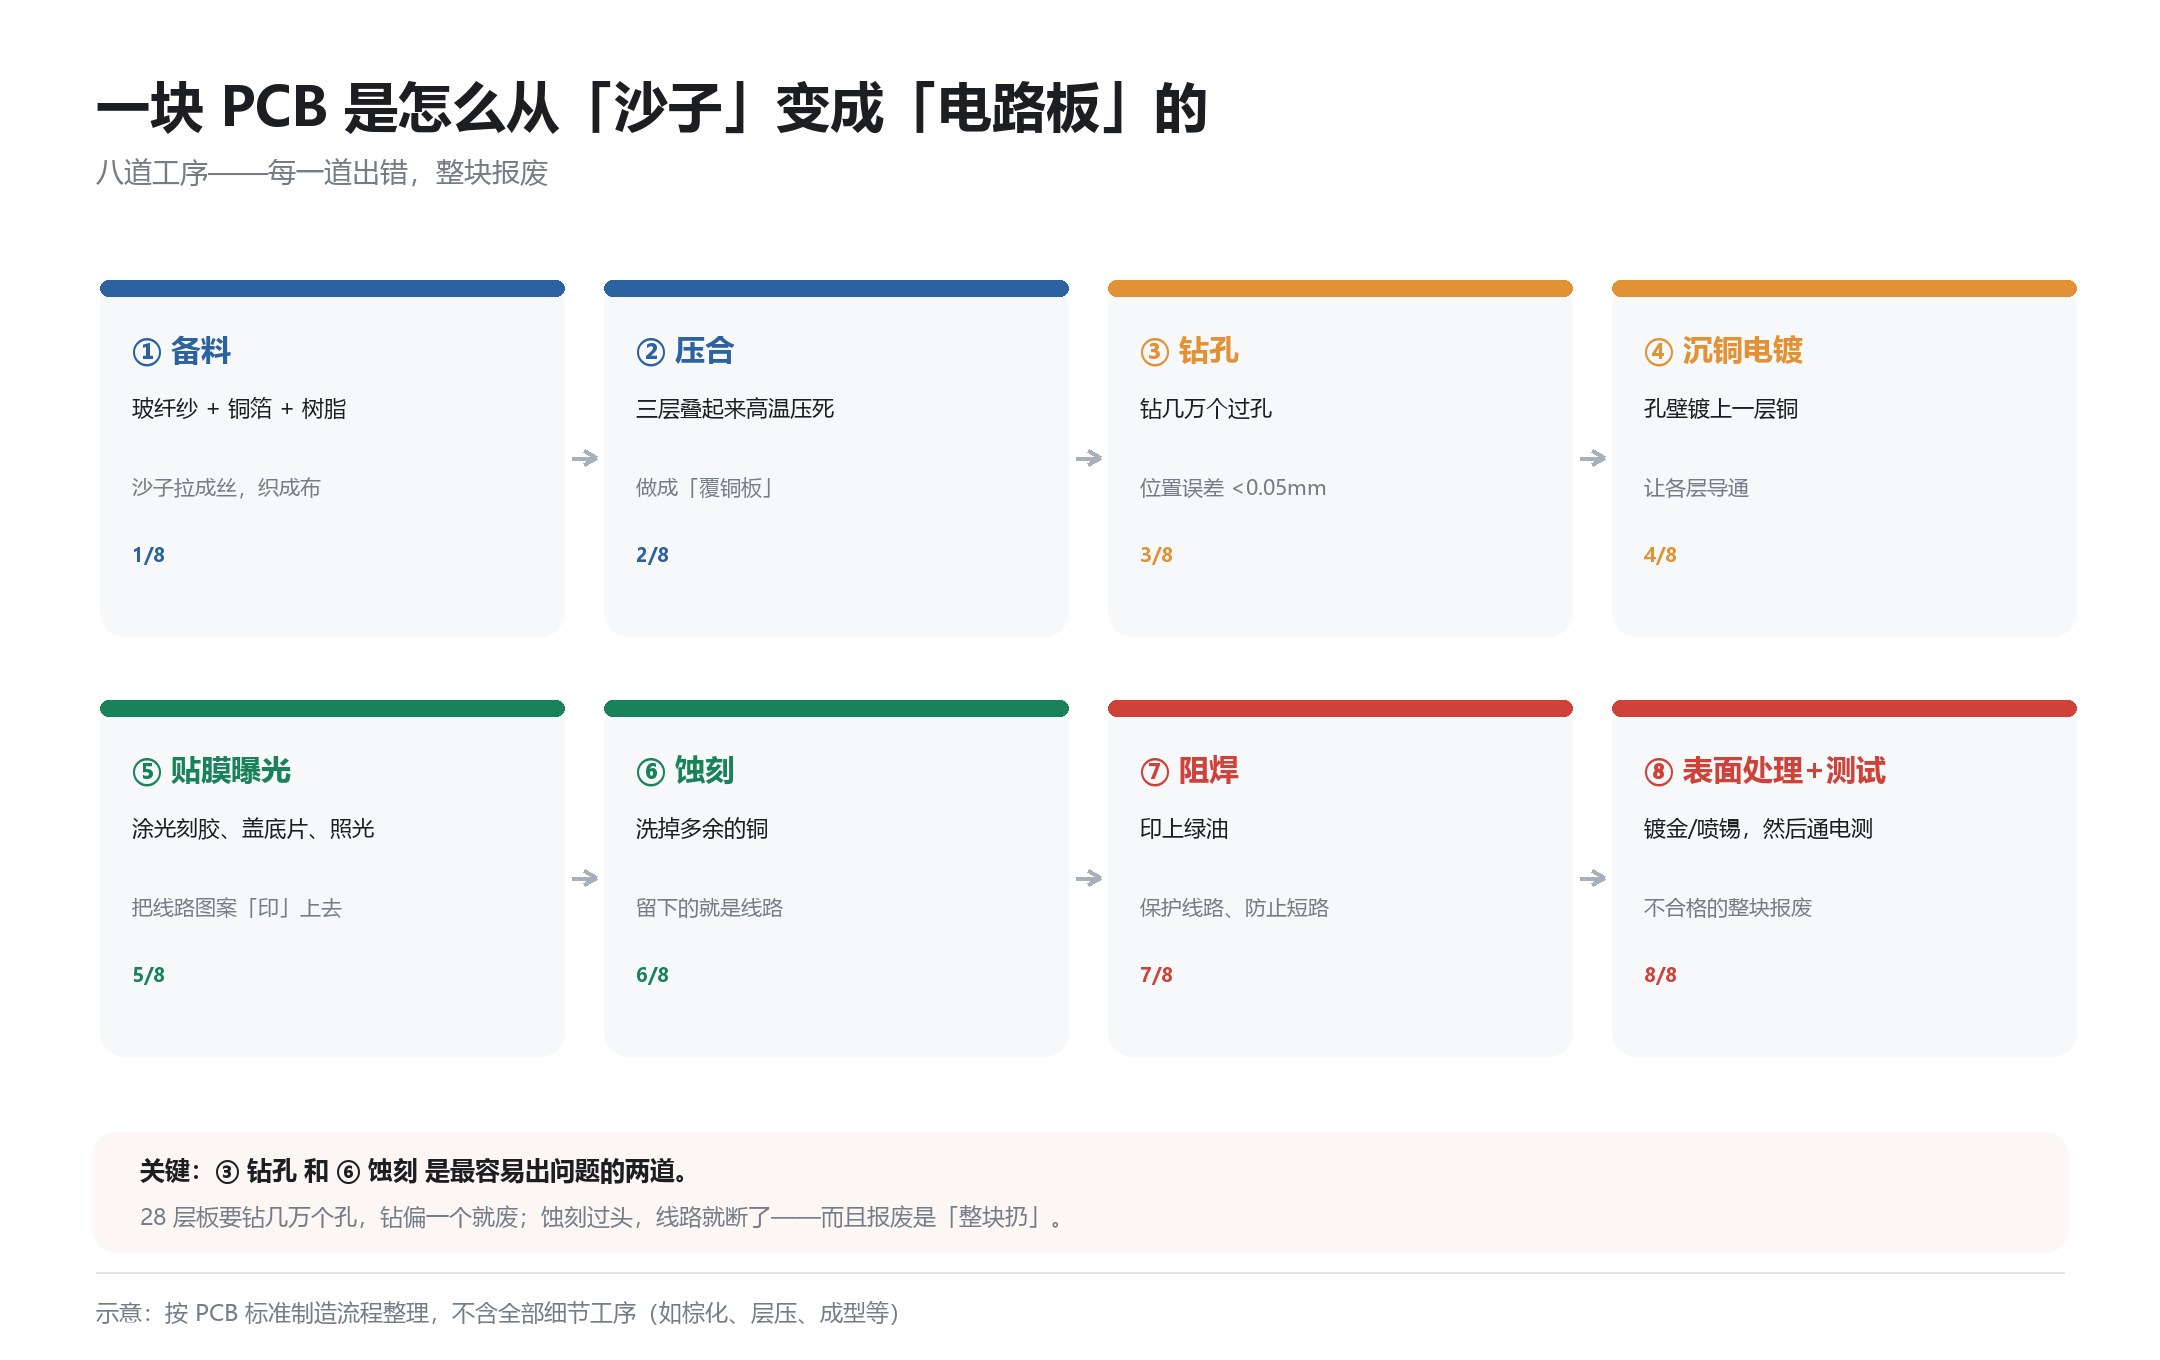 一块 PCB 是怎么从「沙子」变成「电路板」的
八道工序——每一道出错，整块报废
① 备料
玻纤纱 + 铜箔 + 树脂
沙子拉成丝，织成布
1/8
② 压合
三层叠起来高温压死
做成「覆铜板」
2/8
③ 钻孔
钻几万个过孔
位置误差 <0.05mm
3/8
④ 沉铜电镀
孔壁镀上一层铜
让各层导通
4/8
⑤ 贴膜曝光
涂光刻胶、盖底片、照光
把线路图案「印」上去
5/8
⑥ 蚀刻
洗掉多余的铜
留下的就是线路
6/8
⑦ 阻焊
印上绿油
保护线路、防止短路
7/8
⑧ 表面处理+测试
镀金/喷锡，然后通电测
不合格的整块报废
8/8
关键：③ 钻孔 和 ⑥ 蚀刻 是最容易出问题的两道。
28 层板要钻几万个孔，钻偏一个就废；蚀刻过头，线路就断了——而且报废是「整块扔」。
示意：按 PCB 标准制造流程整理，不含全部细节工序（如棕化、层压、成型等）